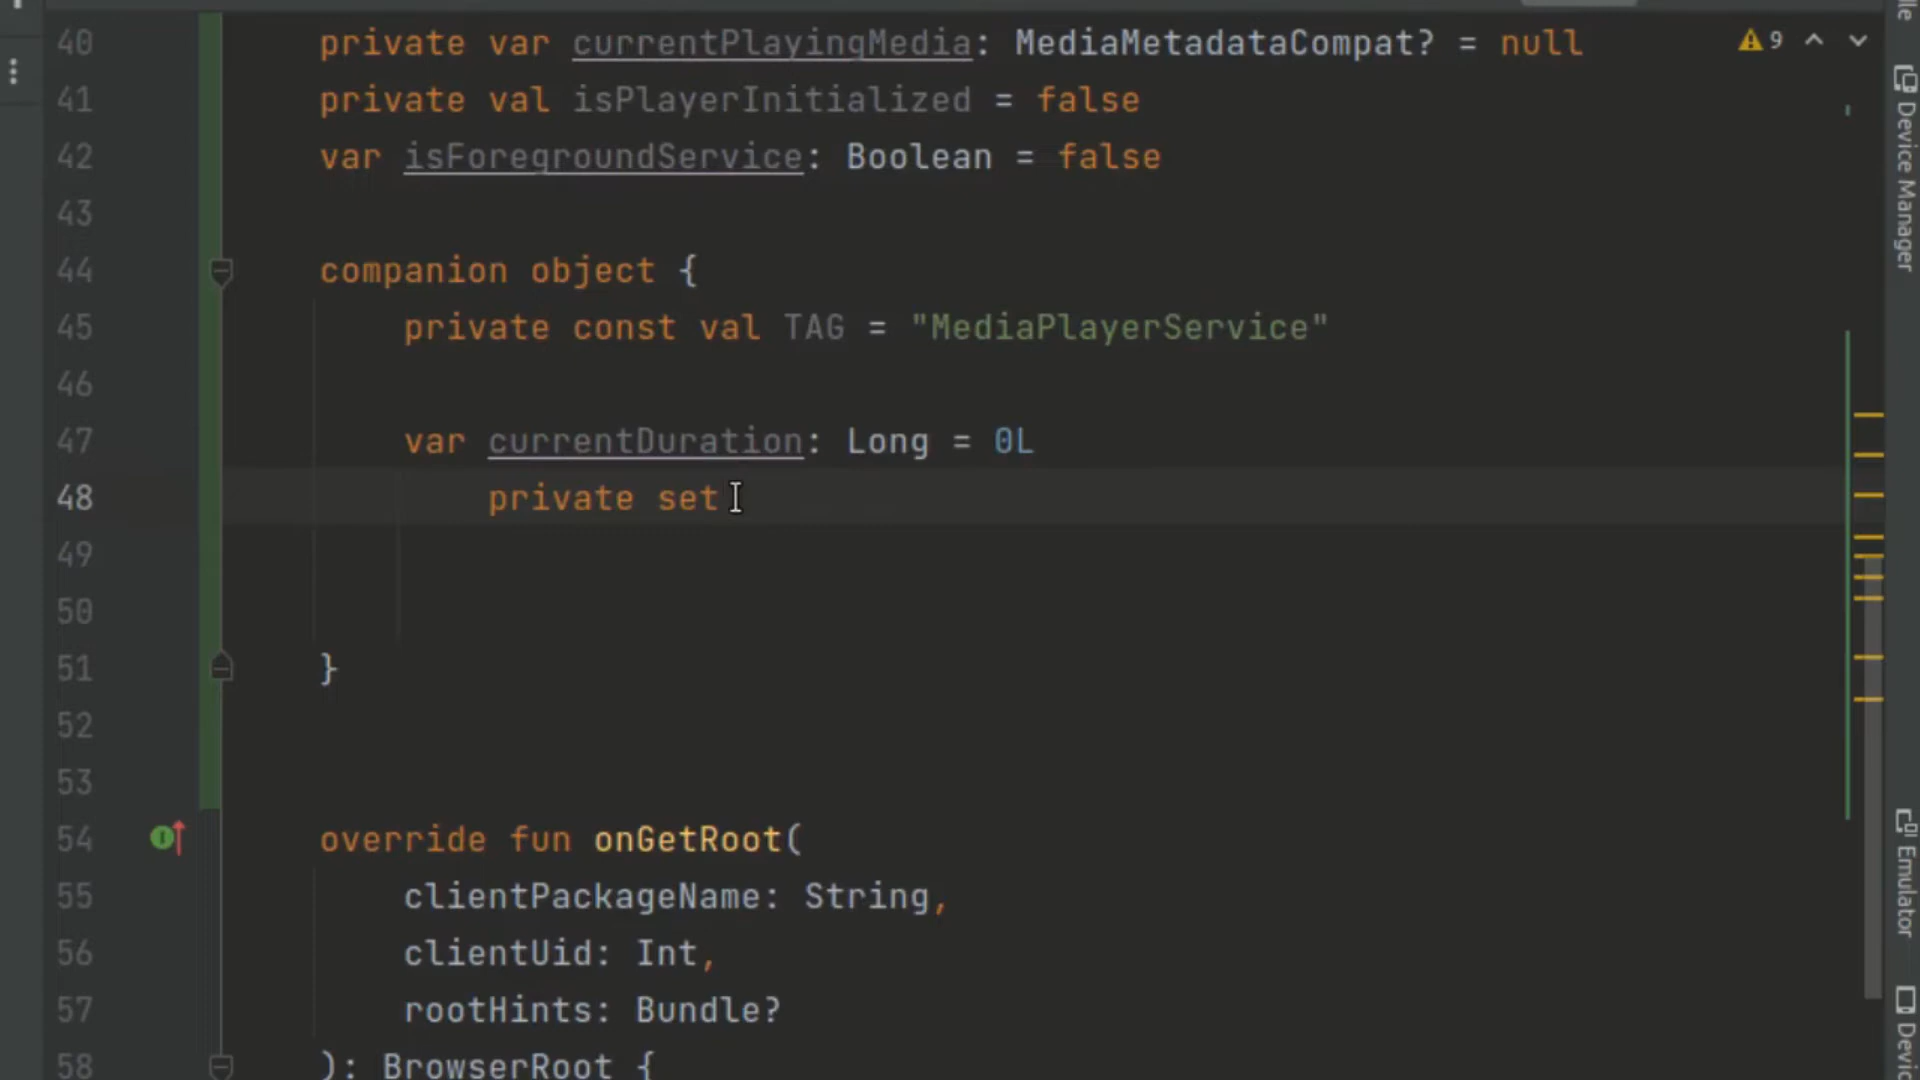 40 private var currentPlayingMedia: MediaMetadataCompat? = null
9
41 private val isPlayerInitialized = false
42 var isForegroundService: Boolean = false
43
44 companion object {
45 private const val TAG = "MediaPlayerService"
46
47 var currentDuration: Long = 0L
48 private set
49
50
51 }
52
53
54 override fun onGetRoot(
55 clientPackageName: String,
56 clientUid: Int,
57 rootHints: Bundle?
58 ): BrowserRoot {
Device Manager
Emulator